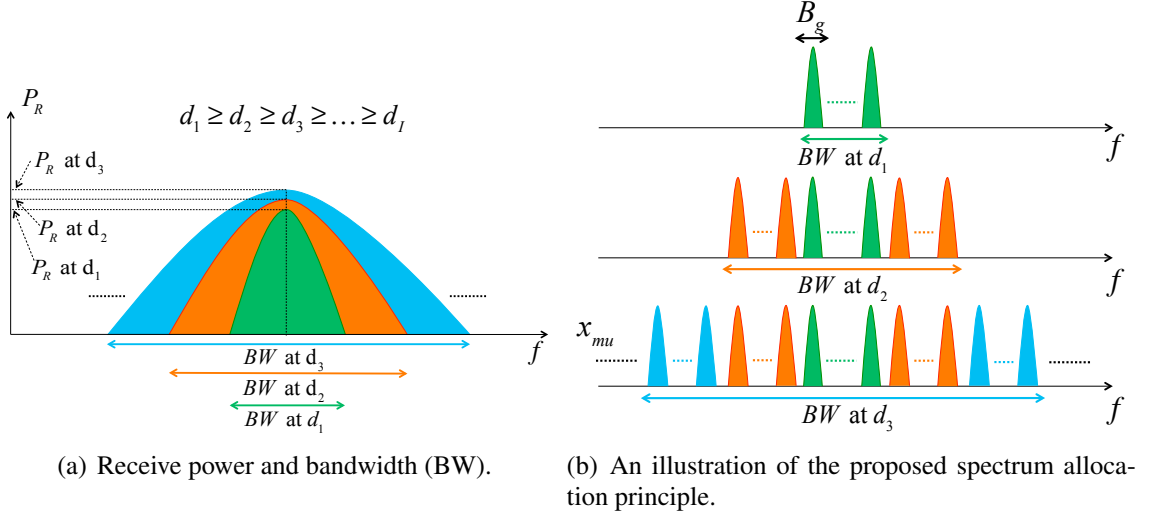 P_R
d_1 ≥ d_2 ≥ d_3 ≥ … ≥ d_I
P_R at d_3
P_R at d_2
P_R at d_1
f
BW at d_3
BW at d_2
BW at d_1
(a) Receive power and bandwidth (BW).
B_g
f
BW at d_1
f
BW at d_2
x_{mu}
f
BW at d_3
(b) An illustration of the proposed spectrum alloca-
tion principle.